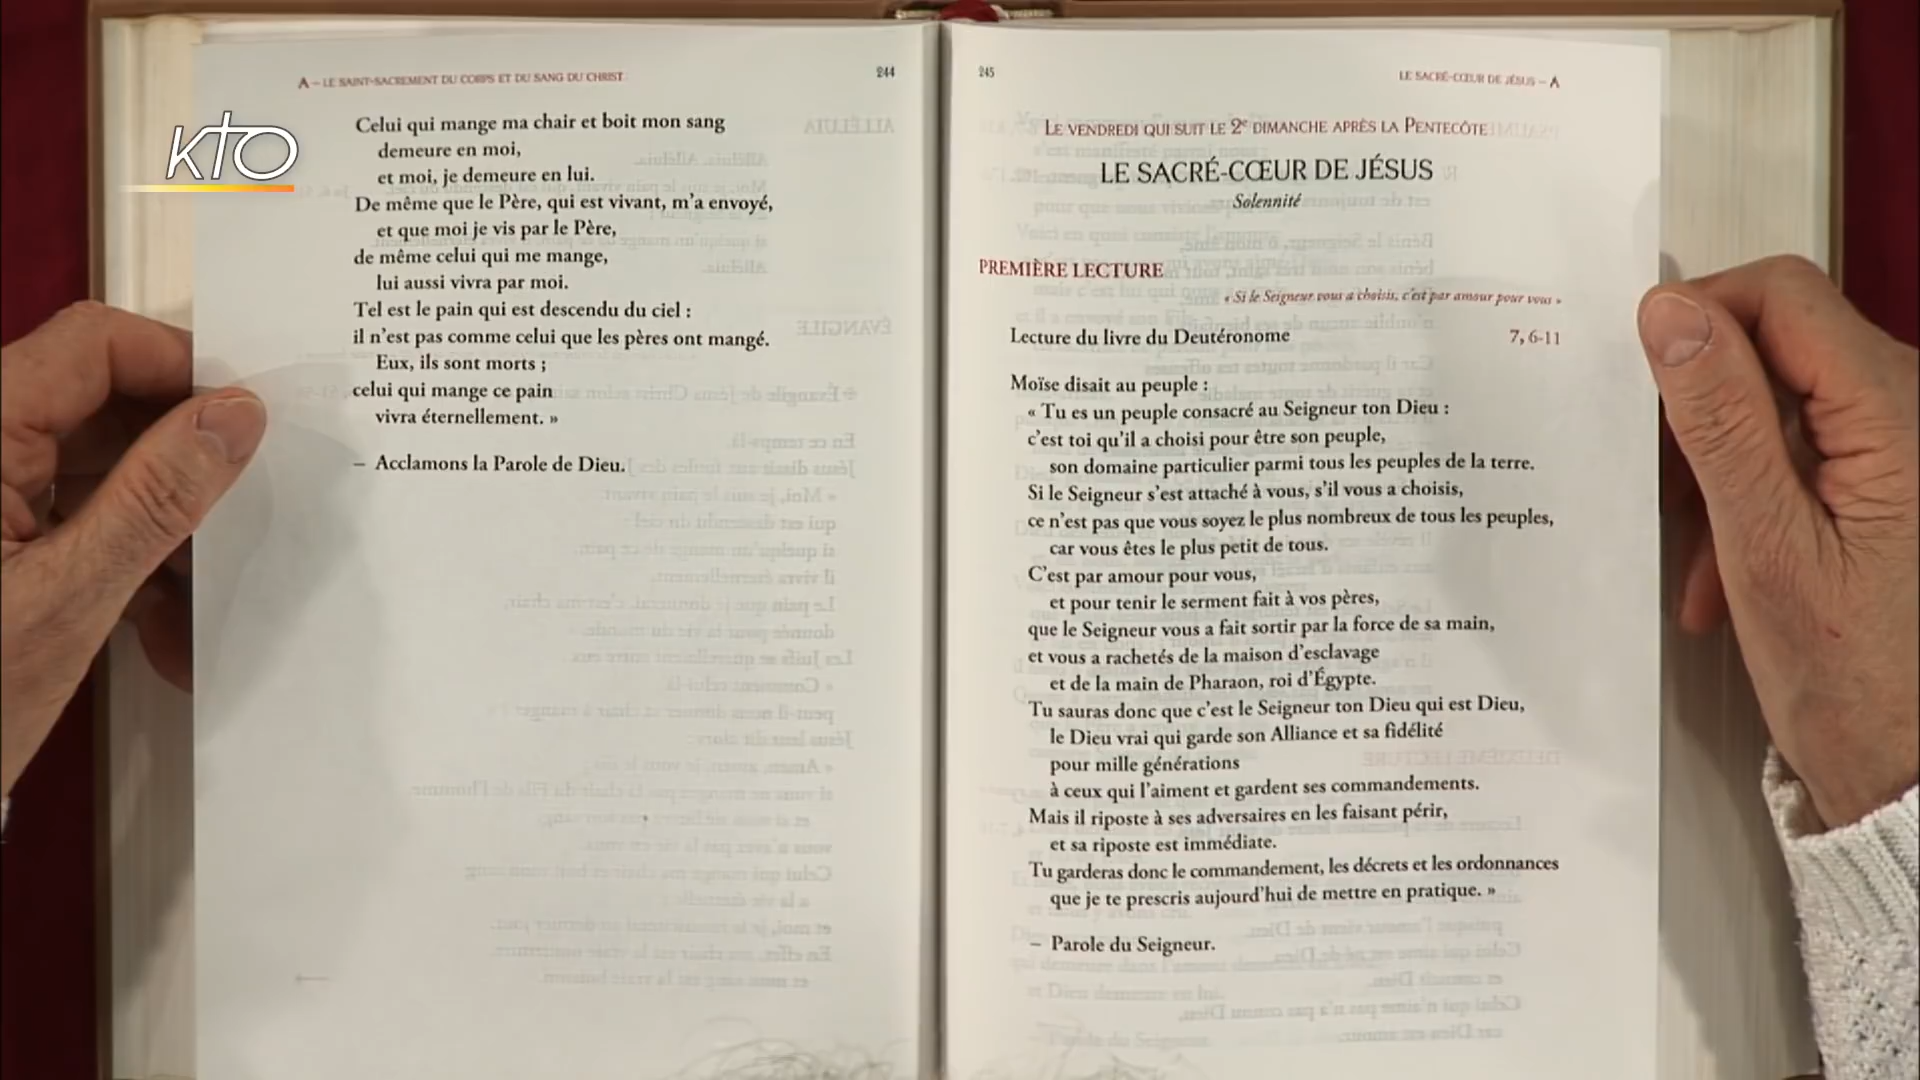 KTO
A – LE SAINT-SACREMENT DU CORPS ET DU SANG DU CHRIST
244
Celui qui mange ma chair et boit mon sang
demeure en moi,
et moi, je demeure en lui.
De même que le Père, qui est vivant, m'a envoyé,
et que moi je vis par le Père,
de même celui qui me mange,
lui aussi vivra par moi.
Tel est le pain qui est descendu du ciel :
il n'est pas comme celui que les pères ont mangé.
Eux, ils sont morts ;
celui qui mange ce pain
vivra éternellement. »
– Acclamons la Parole de Dieu.
245
LE SACRÉ-CŒUR DE JÉSUS – A
LE VENDREDI QUI SUIT LE 2e DIMANCHE APRÈS LA PENTECÔTE
LE SACRÉ-CŒUR DE JÉSUS
Solennité
PREMIÈRE LECTURE
« Si le Seigneur vous a choisis, c'est par amour pour vous »
Lecture du livre du Deutéronome 7, 6-11
Moïse disait au peuple :
« Tu es un peuple consacré au Seigneur ton Dieu :
c'est toi qu'il a choisi pour être son peuple,
son domaine particulier parmi tous les peuples de la terre.
Si le Seigneur s'est attaché à vous, s'il vous a choisis,
ce n'est pas que vous soyez le plus nombreux de tous les peuples,
car vous êtes le plus petit de tous.
C'est par amour pour vous,
et pour tenir le serment fait à vos pères,
que le Seigneur vous a fait sortir par la force de sa main,
et vous a rachetés de la maison d'esclavage
et de la main de Pharaon, roi d'Égypte.
Tu sauras donc que c'est le Seigneur ton Dieu qui est Dieu,
le Dieu vrai qui garde son Alliance et sa fidélité
pour mille générations
à ceux qui l'aiment et gardent ses commandements.
Mais il riposte à ses adversaires en les faisant périr,
et sa riposte est immédiate.
Tu garderas donc le commandement, les décrets et les ordonnances
que je te prescris aujourd'hui de mettre en pratique. »
– Parole du Seigneur.